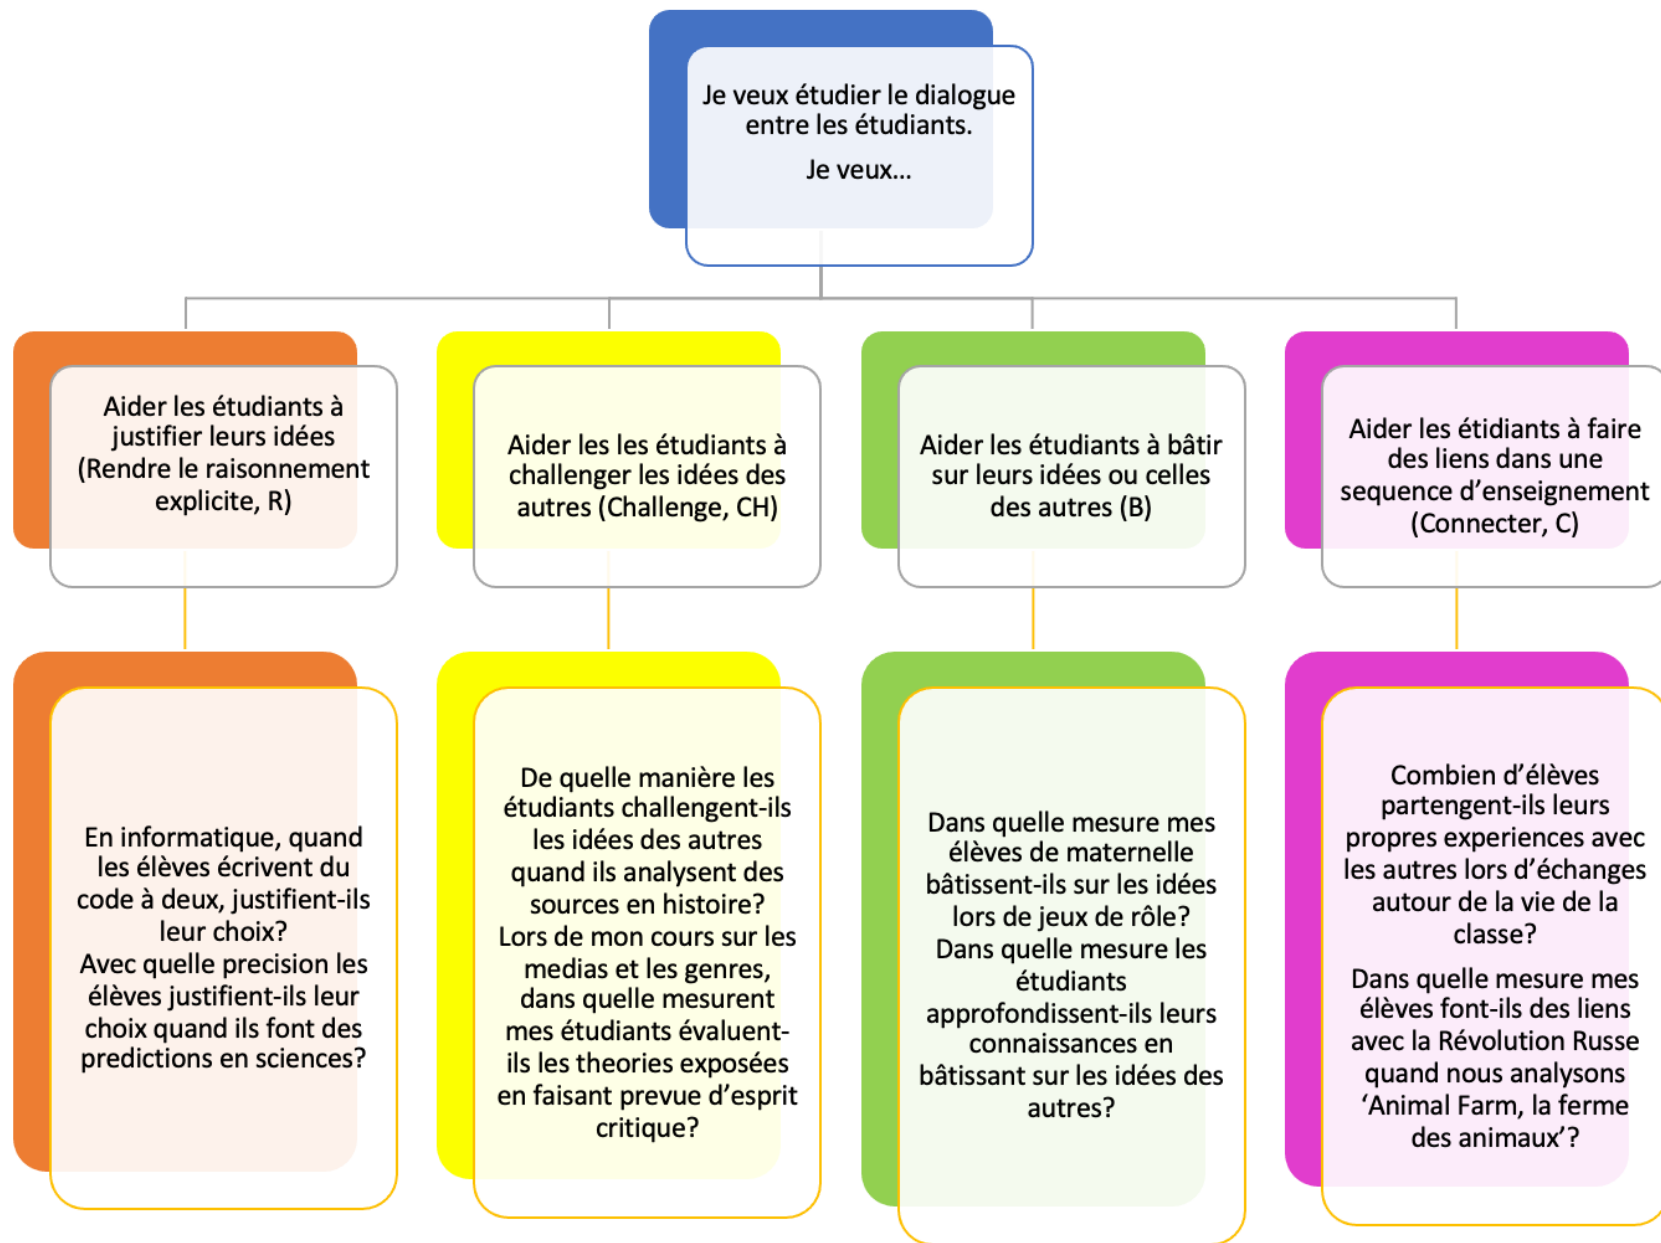 Je veux étudier le dialogue
entre les étudiants.
Je veux...
Aider les étudiants à
justifier leurs idées
(Rendre le raisonnement
explicite, R)
Aider les les étudiants à
challenger les idées des
autres (Challenge, CH)
Aider les étudiants à bâtir
sur leurs idées ou celles
des autres (B)
Aider les étidiants à faire
des liens dans une
sequence d’enseignement
(Connecter, C)
En informatique, quand
les élèves écrivent du
code à deux, justifient-ils
leur choix?
Avec quelle precision les
élèves justifient-ils leur
choix quand ils font des
predictions en sciences?
De quelle manière les
étudiants challengent-ils
les idées des autres
quand ils analysent des
sources en histoire?
Lors de mon cours sur les
medias et les genres,
dans quelle mesurent
mes étudiants évaluent-
ils les theories exposées
en faisant prevue d’esprit
critique?
Dans quelle mesure mes
élèves de maternelle
bâtissent-ils sur les idées
lors de jeux de rôle?
Dans quelle mesure les
étudiants
approfondissent-ils leurs
connaissances en
bâtissant sur les idées des
autres?
Combien d’élèves
partengent-ils leurs
propres experiences avec
les autres lors d’échanges
autour de la vie de la
classe?
Dans quelle mesure mes
élèves font-ils des liens
avec la Révolution Russe
quand nous analysons
‘Animal Farm, la ferme
des animaux’?